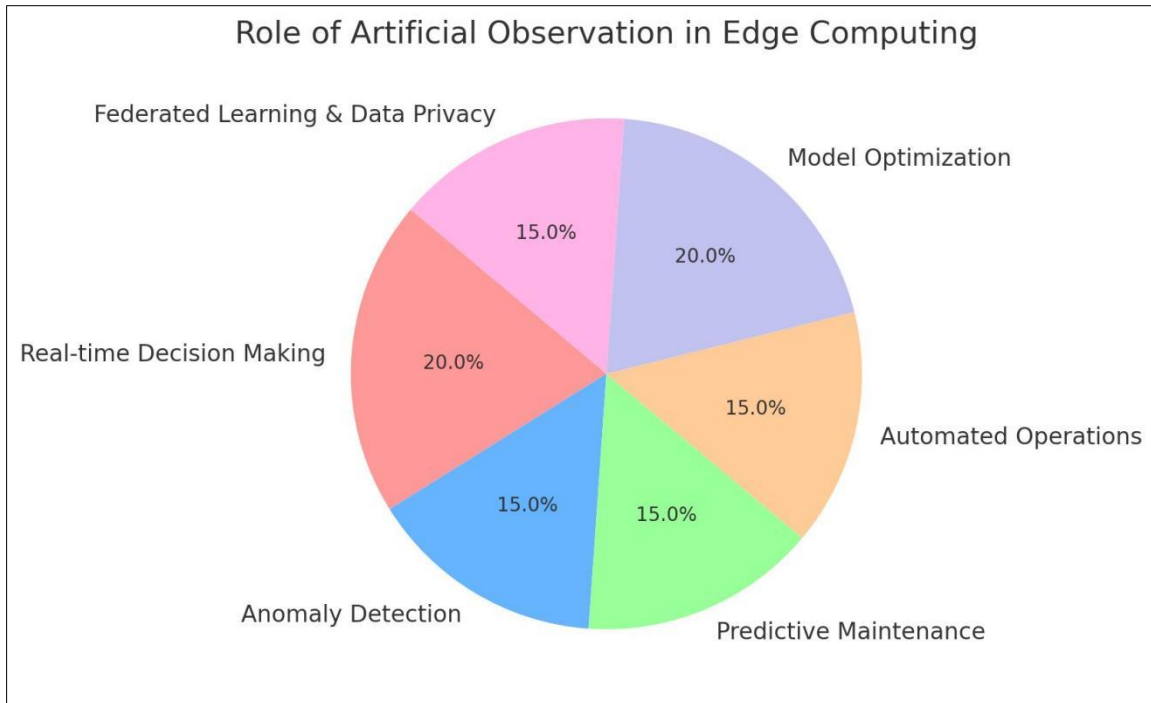 Role of Artificial Observation in Edge Computing
Federated Learning & Data Privacy
Model Optimization
15.0%
20.0%
Real-time Decision Making
20.0%
15.0%
Automated Operations
15.0%
15.0%
Anomaly Detection
Predictive Maintenance